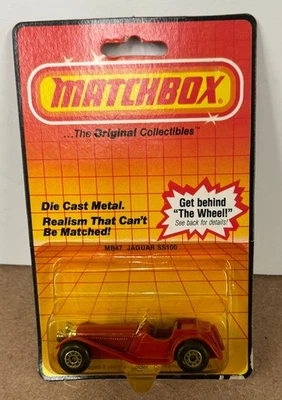 MATCHBOX
...The Original Collectibles™
Die Cast Metal.
Realism That Can't
Be Matched!
Get behind
"The Wheel!"
See back for details!
MB47 JAGUAR SS100